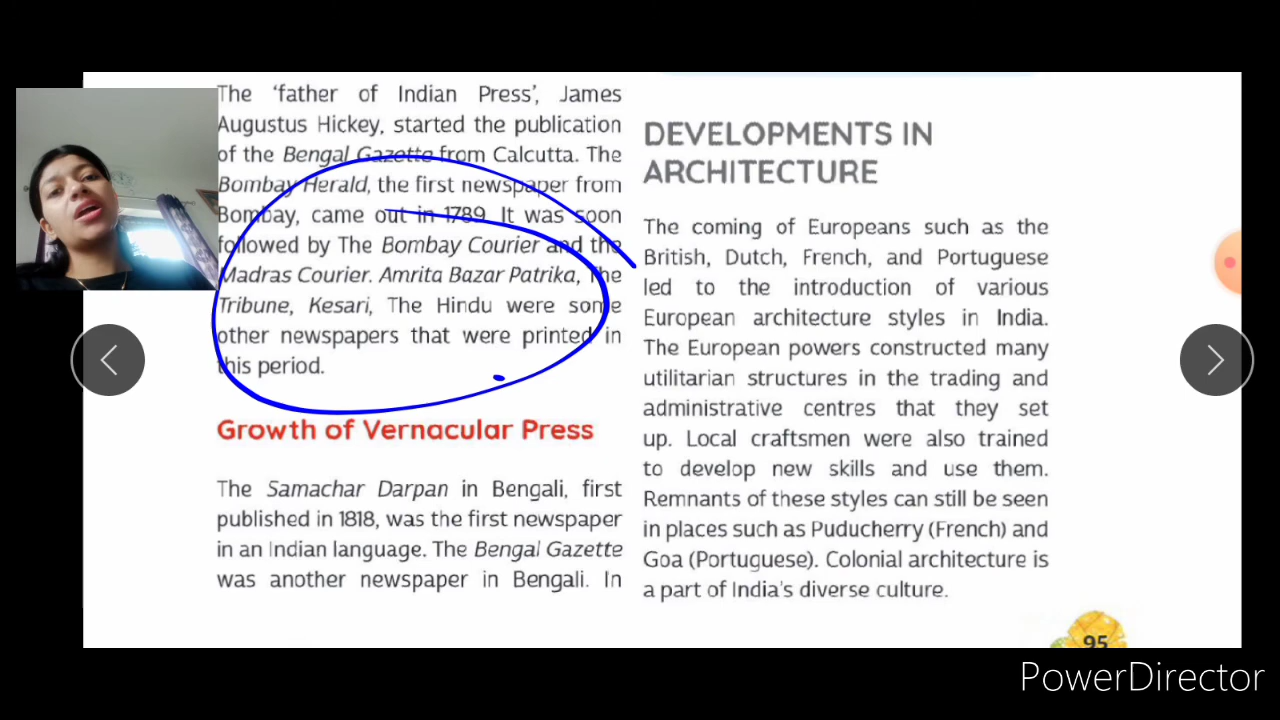 The ‘father of Indian Press’, James
Augustus Hickey, started the publication
of the Bengal Gazette from Calcutta. The
Bombay Herald, the first newspaper from
Bombay, came out in 1789. It was soon
followed by The Bombay Courier and the
Madras Courier. Amrita Bazar Patrika, The
Tribune, Kesari, The Hindu were some
other newspapers that were printed in
this period.
Growth of Vernacular Press
The Samachar Darpan in Bengali, first
published in 1818, was the first newspaper
in an Indian language. The Bengal Gazette
was another newspaper in Bengali. In
DEVELOPMENTS IN
ARCHITECTURE
The coming of Europeans such as the
British, Dutch, French, and Portuguese
led to the introduction of various
European architecture styles in India.
The European powers constructed many
utilitarian structures in the trading and
administrative centres that they set
up. Local craftsmen were also trained
to develop new skills and use them.
Remnants of these styles can still be seen
in places such as Puducherry (French) and
Goa (Portuguese). Colonial architecture is
a part of India’s diverse culture.
95
PowerDirector